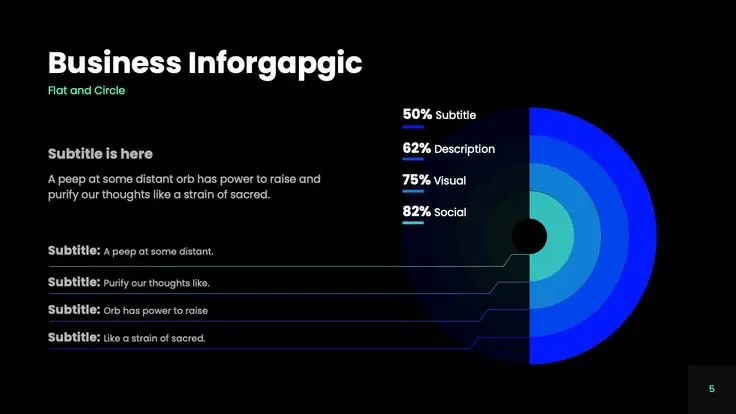 Business Inforgapgic
Flat and Circle
50% Subtitle
62% Description
75% Visual
82% Social
Subtitle is here
A peep at some distant orb has power to raise and
purify our thoughts like a strain of sacred.
Subtitle: A peep at some distant.
Subtitle: Purify our thoughts like.
Subtitle: Orb has power to raise
Subtitle: Like a strain of sacred.
5